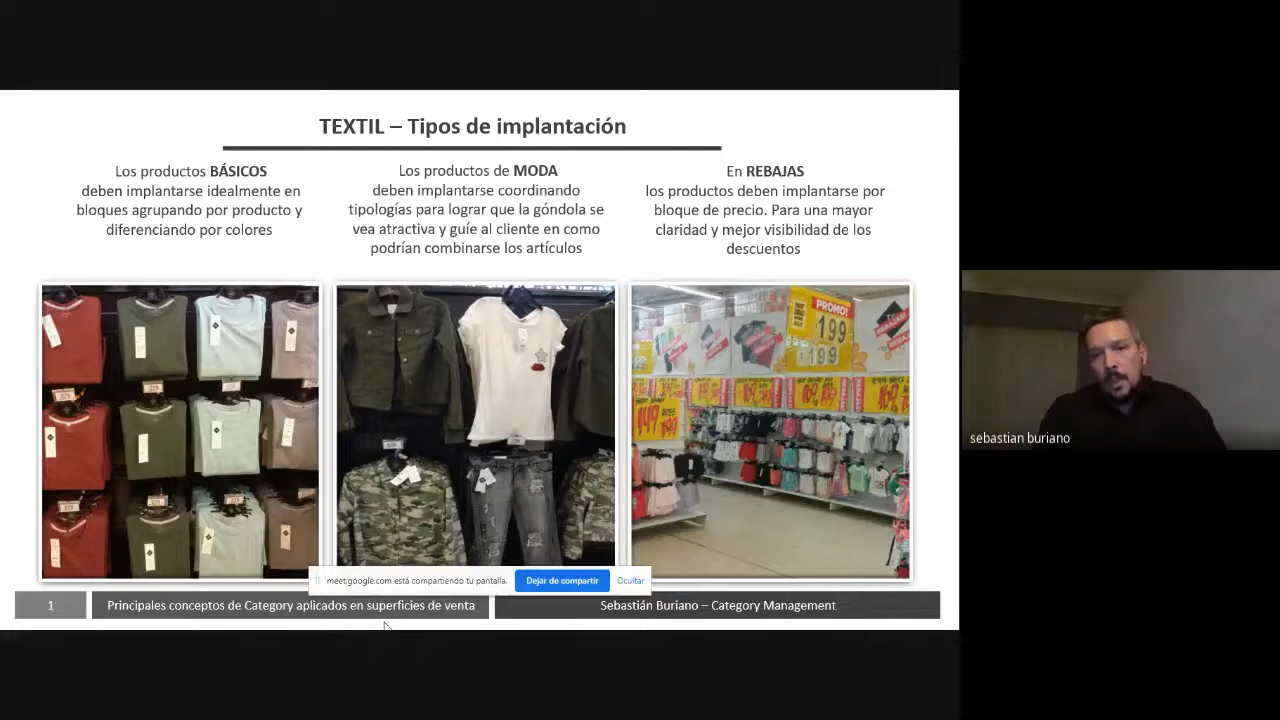 TEXTIL – Tipos de implantación
Los productos BÁSICOS
deben implantarse idealmente en
bloques agrupando por producto y
diferenciando por colores
Los productos de MODA
deben implantarse coordinando
tipologías para lograr que la góndola se
vea atractiva y guíe al cliente en como
podrían combinarse los artículos
En REBAJAS
los productos deben implantarse por
bloque de precio. Para una mayor
claridad y mejor visibilidad de los
descuentos
PROMO!
199
199
149
199
169
sebastian buriano
meet.google.com está compartiendo tu pantalla.
Dejar de compartir
Ocultar
1
Principales conceptos de Category aplicados en superficies de venta
Sebastián Buriano – Category Management